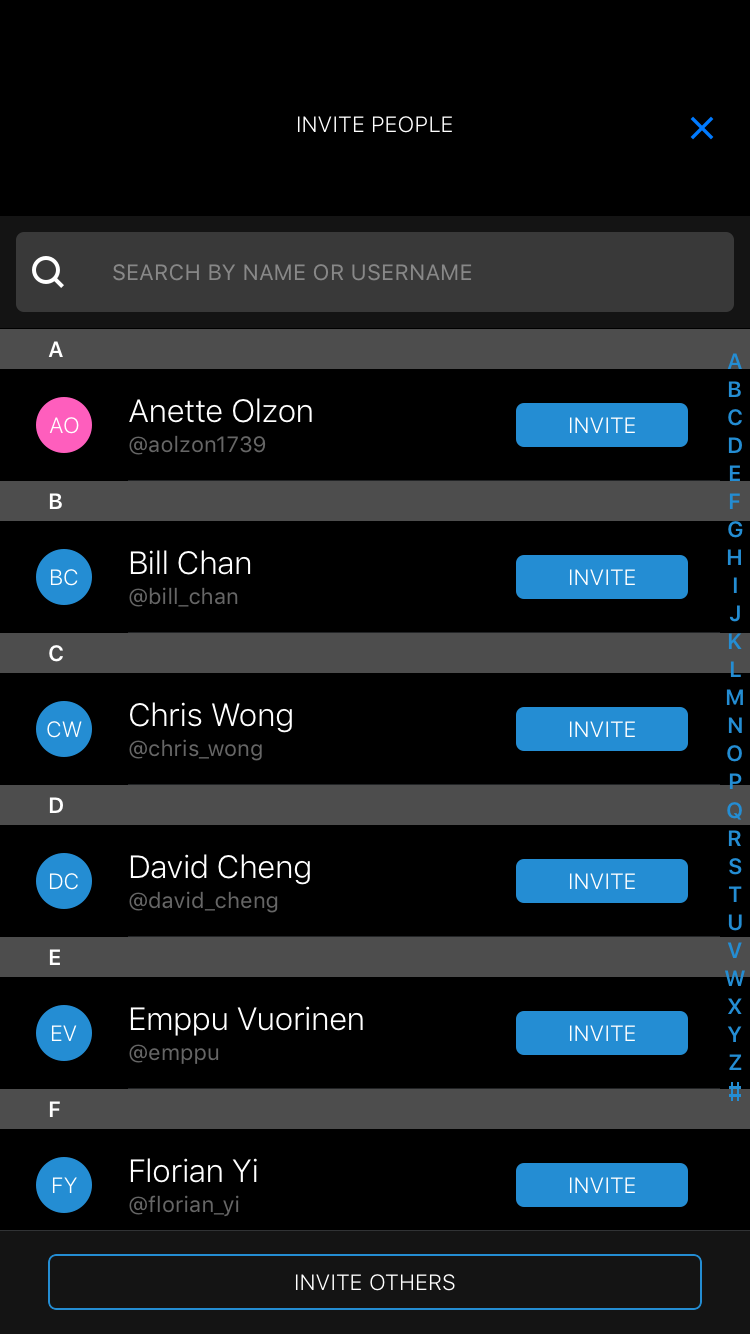 INVITE PEOPLE
SEARCH BY NAME OR USERNAME
A
AO
Anette Olzon
@aolzon1739
INVITE
B
BC
Bill Chan
@bill_chan
INVITE
C
CW
Chris Wong
@chris_wong
INVITE
D
DC
David Cheng
@david_cheng
INVITE
E
EV
Emppu Vuorinen
@emppu
INVITE
F
FY
Florian Yi
@florian_yi
INVITE
A
B
C
D
E
F
G
H
I
J
K
L
M
N
O
P
Q
R
S
T
U
V
W
X
Y
Z
#
INVITE OTHERS